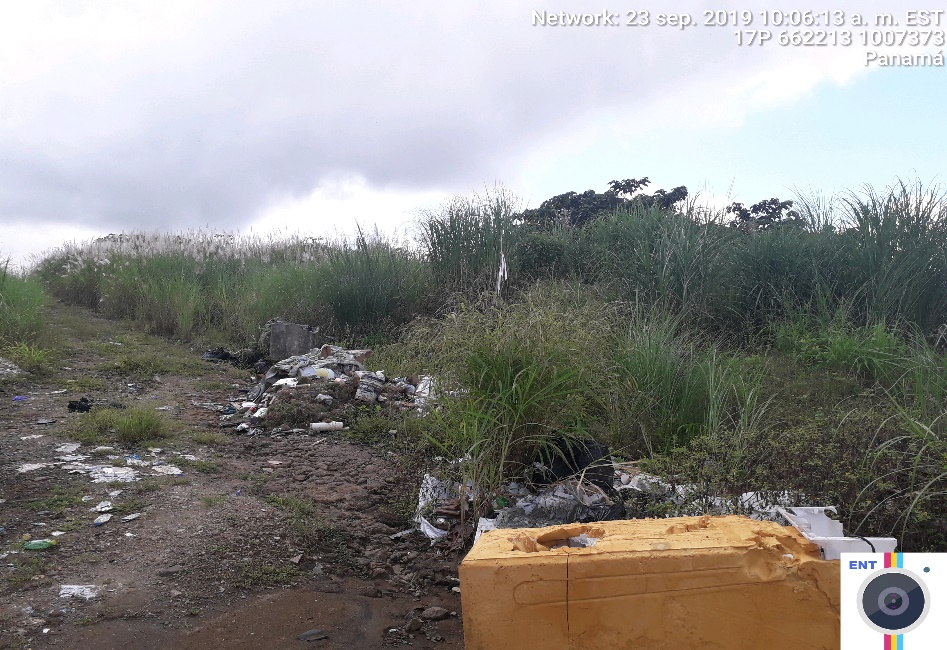 Network: 23 sep. 2019 10:06:13 a. m. EST
17P 662213 1007373
Panamá
ENT